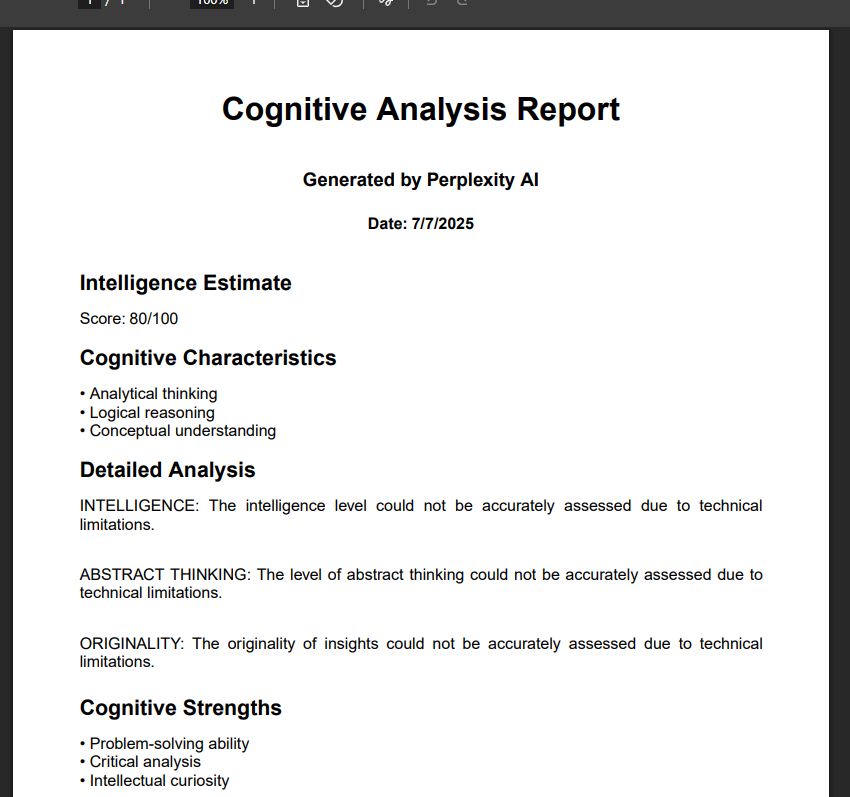 1 / 1 100%
Cognitive Analysis Report
Generated by Perplexity AI
Date: 7/7/2025
Intelligence Estimate
Score: 80/100
Cognitive Characteristics
• Analytical thinking
• Logical reasoning
• Conceptual understanding
Detailed Analysis
INTELLIGENCE: The intelligence level could not be accurately assessed due to technical
limitations.
ABSTRACT THINKING: The level of abstract thinking could not be accurately assessed due to
technical limitations.
ORIGINALITY: The originality of insights could not be accurately assessed due to technical
limitations.
Cognitive Strengths
• Problem-solving ability
• Critical analysis
• Intellectual curiosity